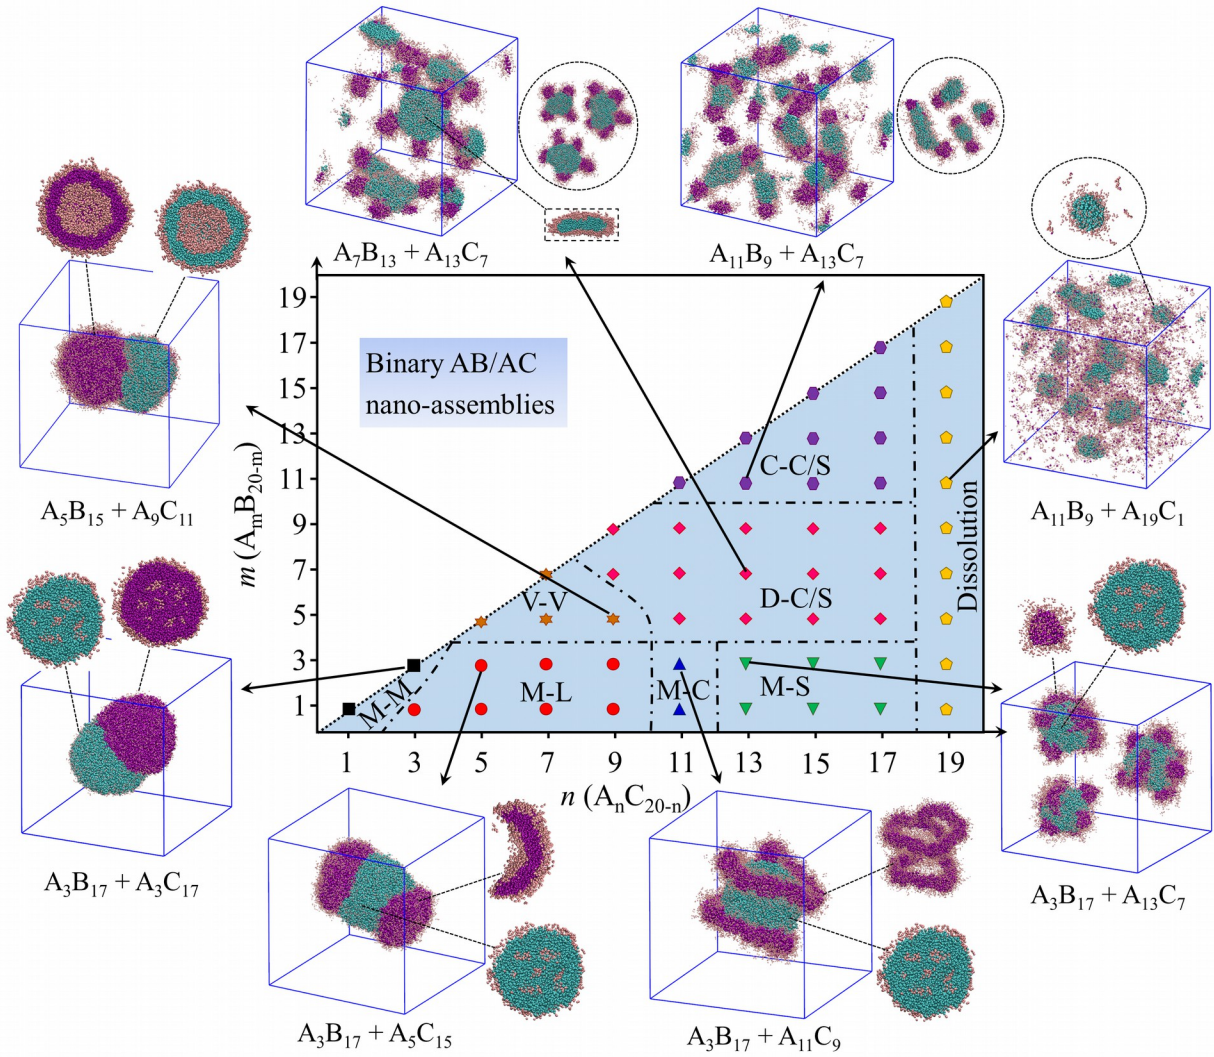 A₇B₁₃ + A₁₃C₇
A₁₁B₉ + A₁₃C₇
A₅B₁₅ + A₉C₁₁
A₁₁B₉ + A₁₉C₁
Binary AB/AC
nano-assemblies
m (AₘB₂₀₋ₘ)
19
17
15
13
11
9
7
5
3
1
C-C/S
V-V
D-C/S
Dissolution
M-M
M-L
M-C
M-S
1
3
5
7
9
11
13
15
17
19
n (AₙC₂₀₋ₙ)
A₃B₁₇ + A₃C₁₇
A₃B₁₇ + A₁₃C₇
A₃B₁₇ + A₅C₁₅
A₃B₁₇ + A₁₁C₉